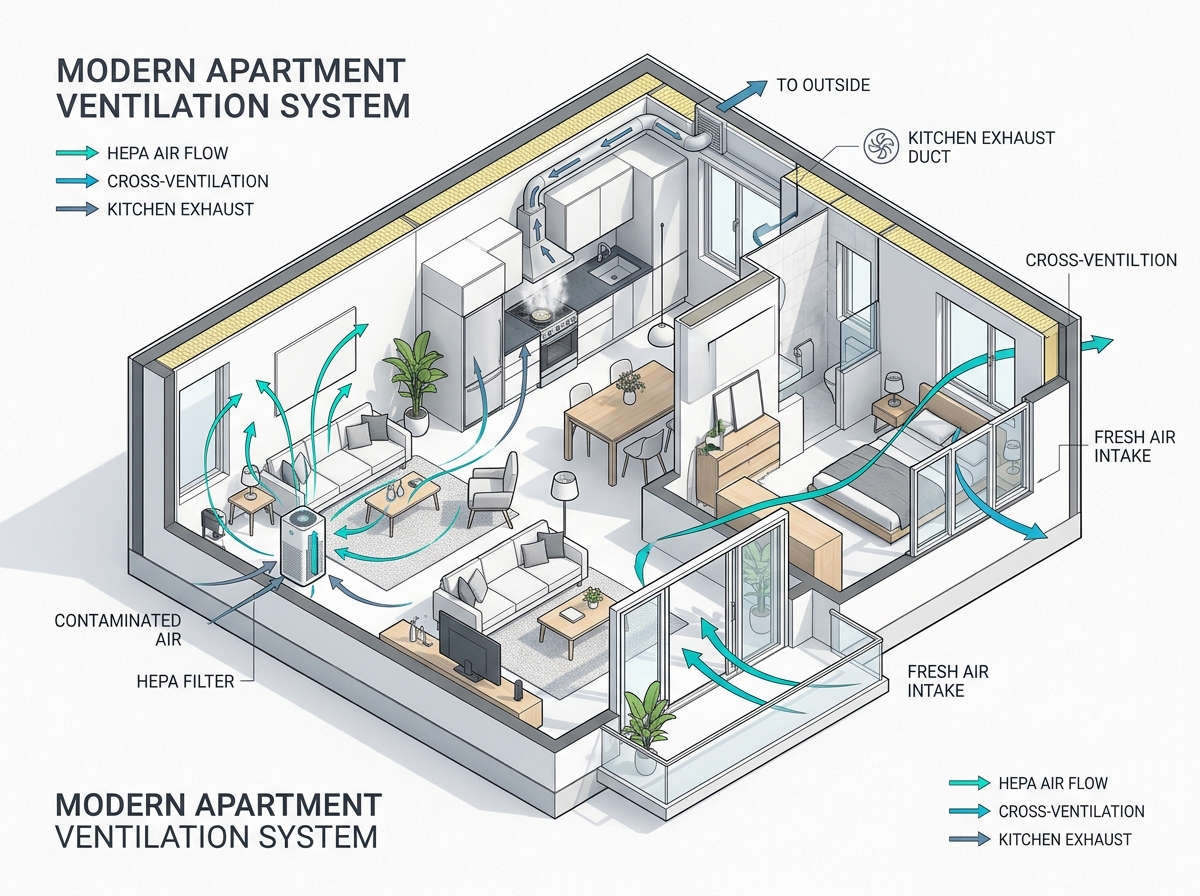 MODERN APARTMENT
VENTILATION SYSTEM
HEPA AIR FLOW
CROSS-VENTILATION
KITCHEN EXHAUST
TO OUTSIDE
KITCHEN EXHAUST
DUCT
CROSS-VENTILTION
FRESH AIR
INTAKE
CONTAMINATED
AIR
HEPA FILTER
FRESH AIR
INTAKE
MODERN APARTMENT
VENTILATION SYSTEM
HEPA AIR FLOW
CROSS-VENTILATION
KITCHEN EXHAUST